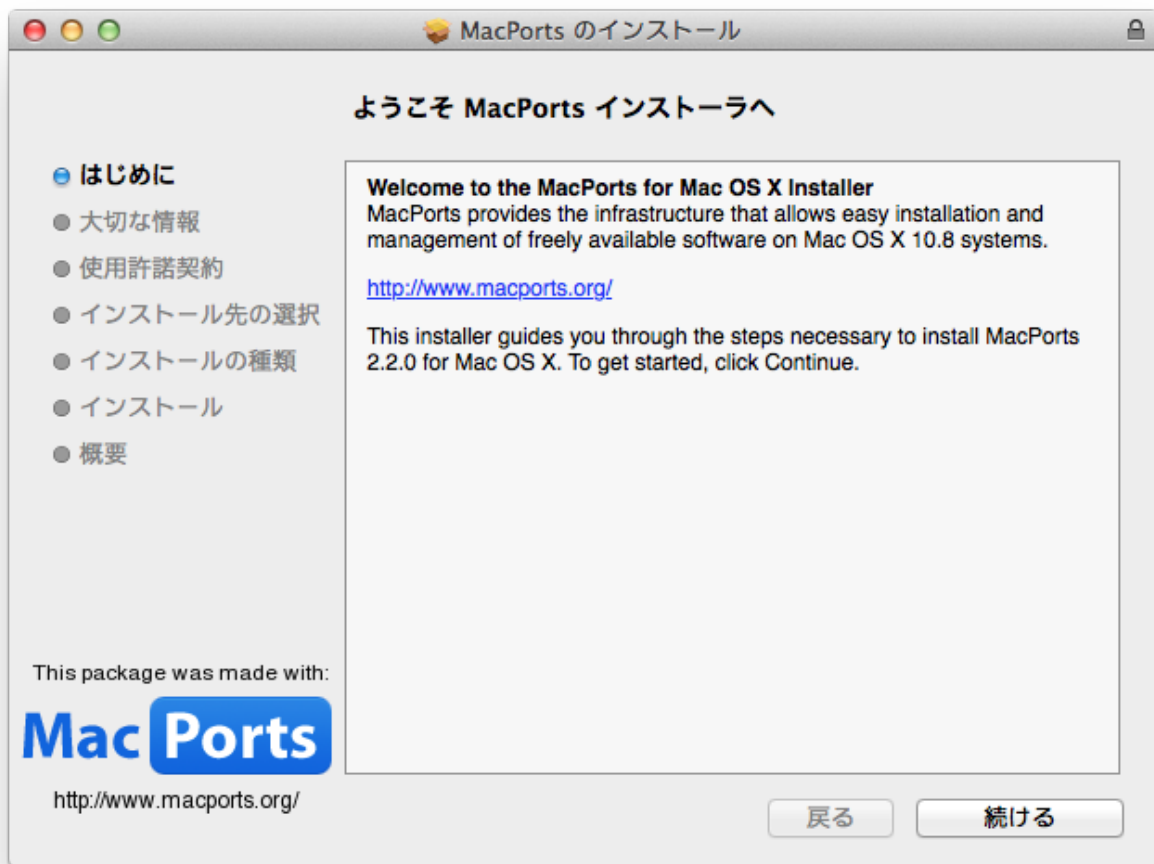 MacPorts のインストール
ようこそ MacPorts インストーラへ
はじめに
大切な情報
使用許諾契約
インストール先の選択
インストールの種類
インストール
概要
Welcome to the MacPorts for Mac OS X Installer
MacPorts provides the infrastructure that allows easy installation and
management of freely available software on Mac OS X 10.8 systems.
http://www.macports.org/
This installer guides you through the steps necessary to install MacPorts
2.2.0 for Mac OS X. To get started, click Continue.
This package was made with:
Mac Ports
http://www.macports.org/
戻る
続ける